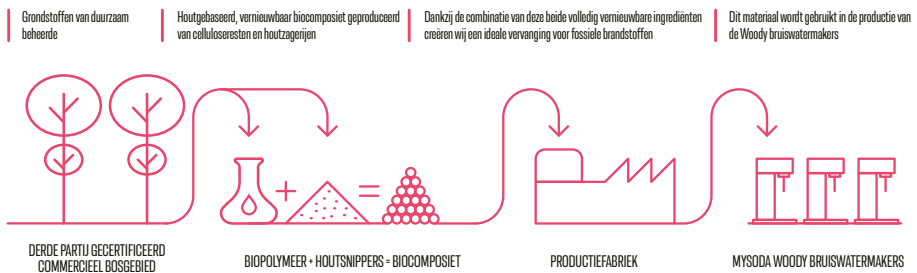 Grondstoffen van duurzaam
beheerde
Houtgebaseerd, vernieuwbaar biocomposiet geproduceerd
van celluloseresten en houtzagerijen
Dankzij de combinatie van deze beide volledig vernieuwbare ingrediënten
creëren wij een ideale vervanging voor fossiele brandstoffen
Dit materiaal wordt gebruikt in de productie van
de Woody bruiswatermakers
DERDE PARTIJ GECERTIFICEERD
COMMERCIEEL BOSGEBIED
BIOPOLYMEER + HOUTSNIPPERS = BIOCOMPOSIET
PRODUCTIEFABRIEK
MYSODA WOODY BRUISWATERMAKERS